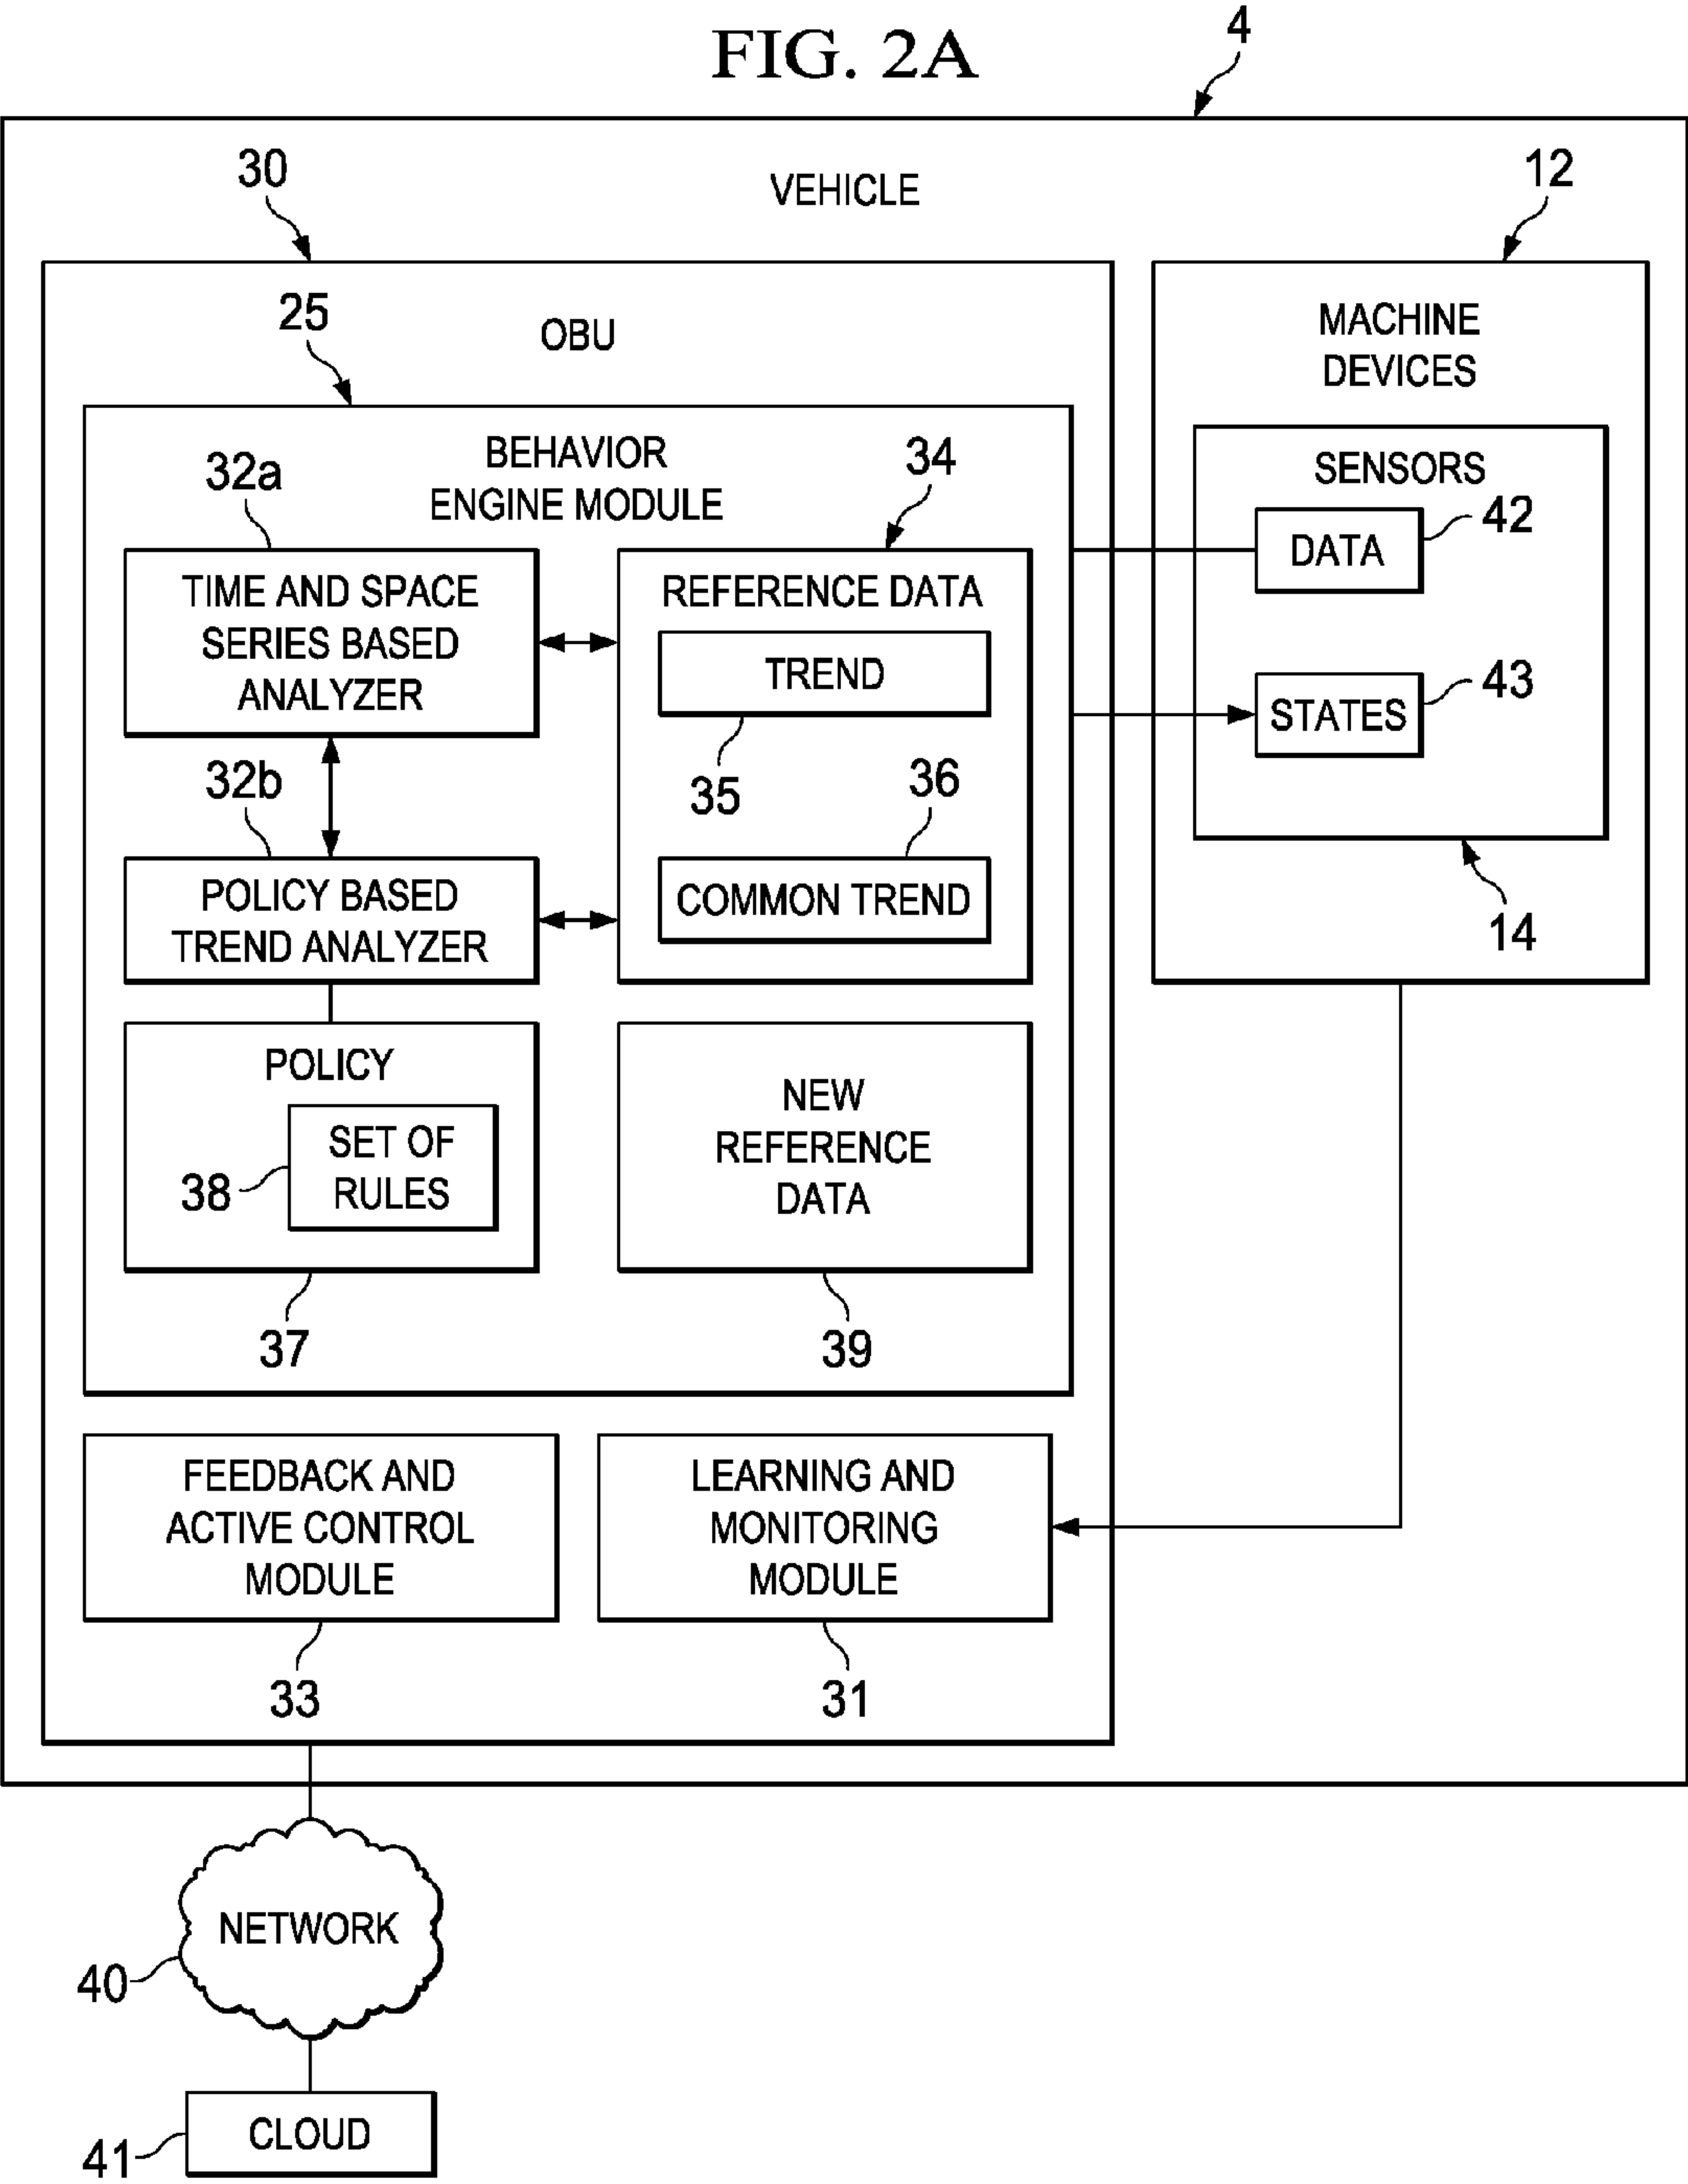 FIG. 2A
4
VEHICLE
30
12
OBU
25
MACHINE
DEVICES
BEHAVIOR
ENGINE MODULE
32a
34
SENSORS
42
DATA
TIME AND SPACE
SERIES BASED
ANALYZER
REFERENCE DATA
TREND
35
43
STATES
32b
36
POLICY BASED
TREND ANALYZER
COMMON TREND
14
POLICY
SET OF
RULES
38
37
NEW
REFERENCE
DATA
39
FEEDBACK AND
ACTIVE CONTROL
MODULE
33
LEARNING AND
MONITORING
MODULE
31
NETWORK
40
CLOUD
41